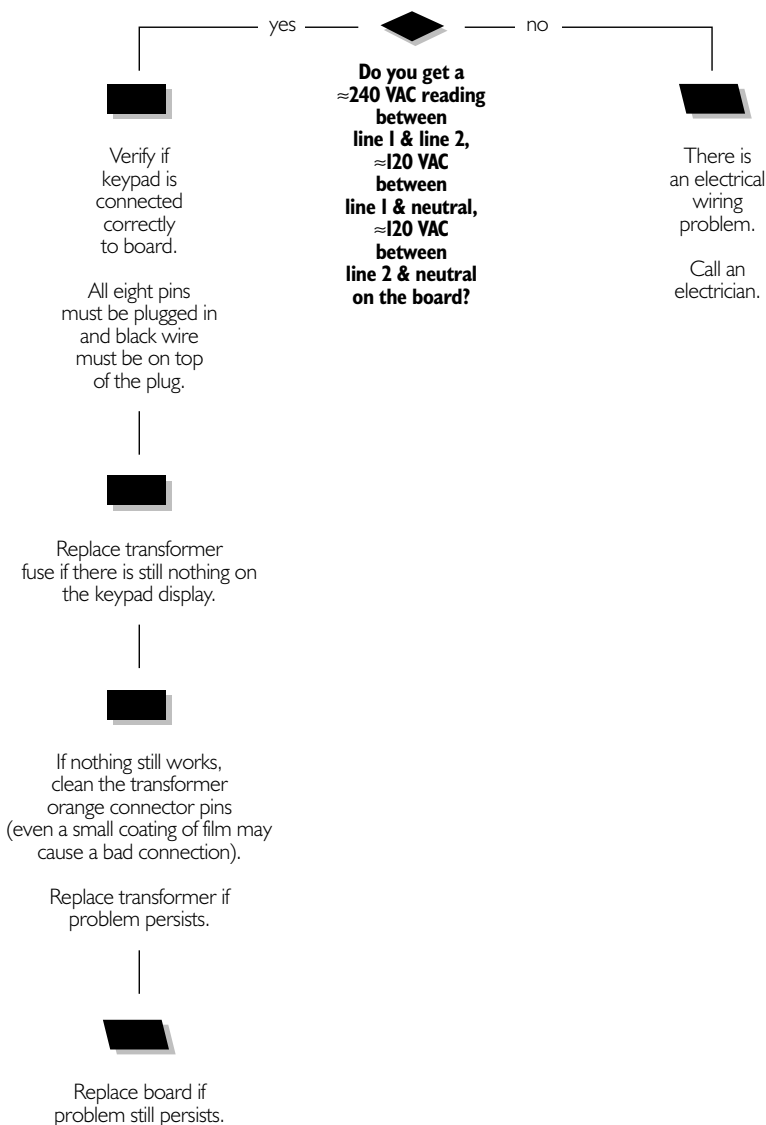 yes
no
Do you get a
≈240 VAC reading
between
line 1 & line 2,
≈120 VAC
between
line 1 & neutral,
≈120 VAC
between
line 2 & neutral
on the board?
Verify if
keypad is
connected
correctly
to board.
All eight pins
must be plugged in
and black wire
must be on top
of the plug.
There is
an electrical
wiring
problem.
Call an
electrician.
Replace transformer
fuse if there is still nothing on
the keypad display.
If nothing still works,
clean the transformer
orange connector pins
(even a small coating of film may
cause a bad connection).
Replace transformer if
problem persists.
Replace board if
problem still persists.